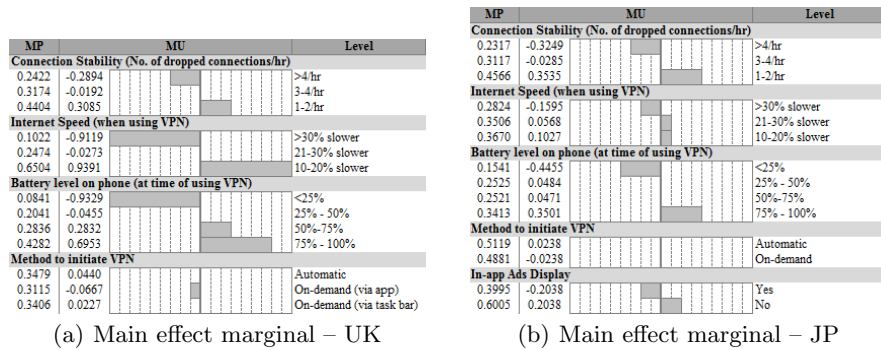 MP MU Level
Connection Stability (No. of dropped connections/hr)
0.2422 -0.2894 >4/hr
0.3174 -0.0192 3-4/hr
0.4404 0.3085 1-2/hr
Internet Speed (when using VPN)
0.1022 -0.9119 >30% slower
0.2474 -0.0273 21-30% slower
0.6504 0.9391 10-20% slower
Battery level on phone (at time of using VPN)
0.0841 -0.9329 <25%
0.2041 -0.0455 25% - 50%
0.2836 0.2832 50%-75%
0.4282 0.6953 75% - 100%
Method to initiate VPN
0.3479 0.0440 Automatic
0.3115 -0.0667 On-demand (via app)
0.3406 0.0227 On-demand (via task bar)
(a) Main effect marginal – UK
MP MU Level
Connection Stability (No. of dropped connections/hr)
0.2317 -0.3249 >4/hr
0.3117 -0.0285 3-4/hr
0.4566 0.3535 1-2/hr
Internet Speed (when using VPN)
0.2824 -0.1595 >30% slower
0.3506 0.0568 21-30% slower
0.3670 0.1027 10-20% slower
Battery level on phone (at time of using VPN)
0.1541 -0.4455 <25%
0.2525 0.0484 25% - 50%
0.2521 0.0471 50%-75%
0.3413 0.3501 75% - 100%
Method to initiate VPN
0.5119 0.0238 Automatic
0.4881 -0.0238 On-demand
In-app Ads Display
0.3995 -0.2038 Yes
0.6005 0.2038 No
(b) Main effect marginal – JP